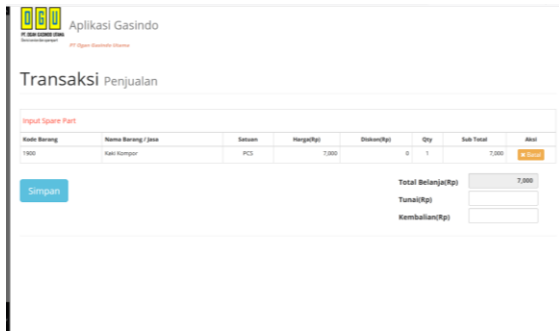 OGU
PT. OGAN GASINDO UTAMA
Aplikasi Gasindo
PT Ogan Gasindo Utama
Transaksi Penjualan
Input Spare Part
Kode Barang Nama Barang / Jasa Satuan Harga(Rp) Diskon(Rp) Qty Sub Total Aksi
1900 Kaki Kompor PCS 7,000 0 1 7,000 Batal
Simpan
Total Belanja(Rp) 7,000
Tunai(Rp)
Kembalian(Rp)